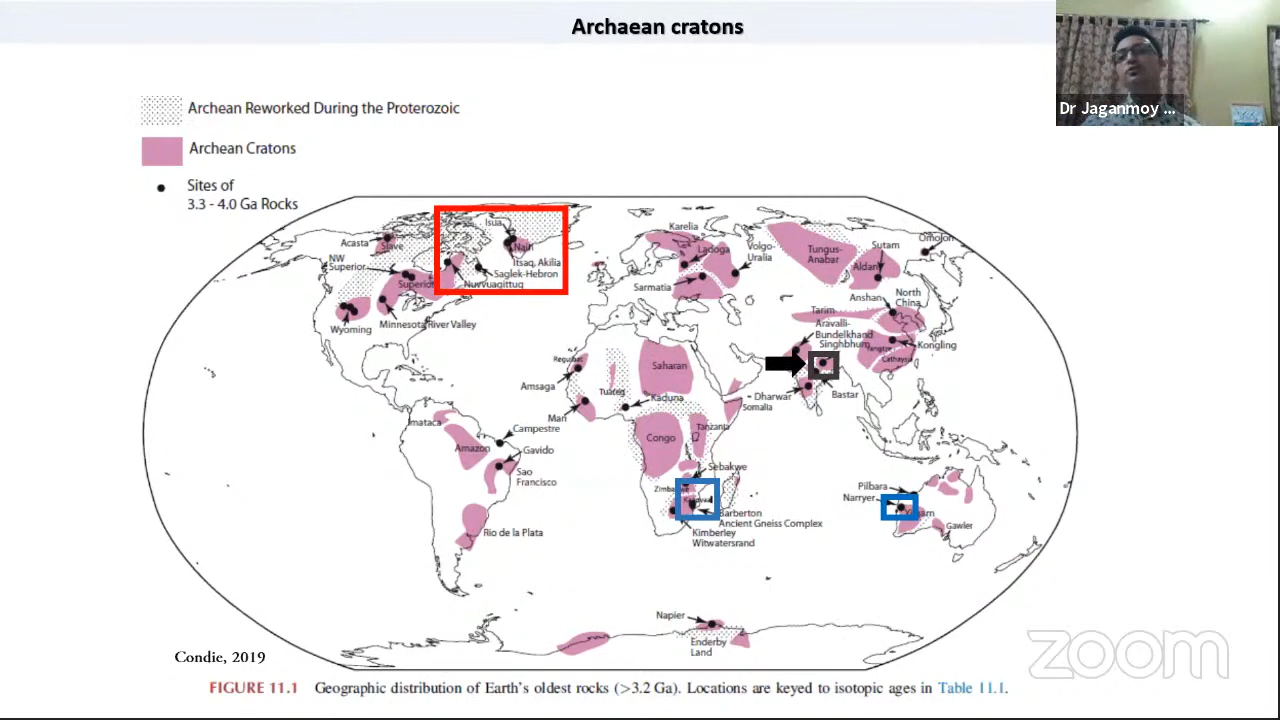 Archaean cratons
Dr Jaganmoy ...
Archean Reworked During the Proterozoic
Archean Cratons
Sites of
3.3 - 4.0 Ga Rocks
Isua
Acasta
Slave
Nain
Itsaq, Akilia
Saglek-Hebron
Nuvvuagittuq
NW
Superior
Superior
Wyoming
Minnesota River Valley
Karelia
Ladoga
Volgo-
Uralia
Sarmatia
Tungus-
Anabar
Sutam
Aldan
Omolon
Anshan
North
China
Tarim
Aravalli-
Bundelkhand
Singhbhum
Yangtze
Kongling
Cathaysia
Dharwar
Bastar
Reguibat
Amsaga
Tuareg
Saharan
Man
Kaduna
Somalia
Congo
Tanzania
Imataca
Campestre
Amazon
Gavido
Sao
Francisco
Rio de la Plata
Sebakwe
Barberton
Ancient Gneiss Complex
Kimberley
Witwatersrand
Pilbara
Narryer
Gawler
Napier
Enderby
Land
Condie, 2019
zoom
FIGURE 11.1 Geographic distribution of Earth's oldest rocks (>3.2 Ga). Locations are keyed to isotopic ages in Table 11.1.